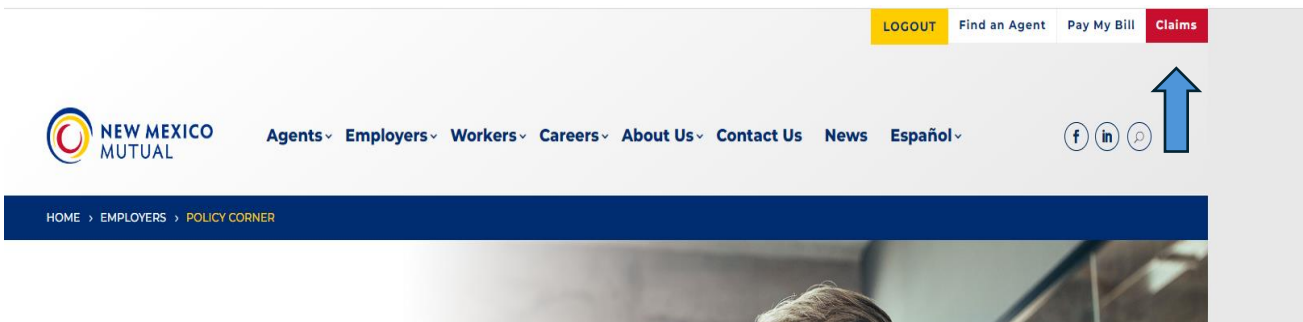 LOGOUT Find an Agent Pay My Bill Claims
NEW MEXICO
MUTUAL
Agents Employers Workers Careers About Us Contact Us News Español
f in
HOME > EMPLOYERS > POLICY CORNER